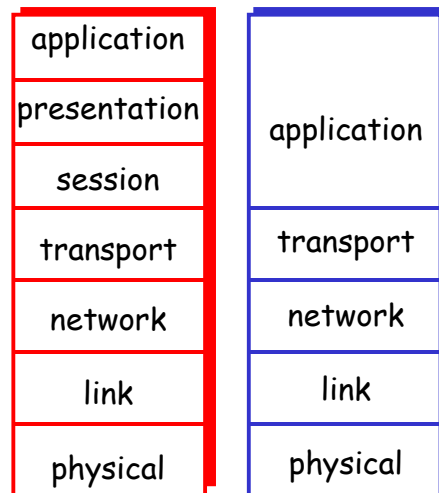 application
presentation
session
transport
network
link
physical
application
transport
network
link
physical